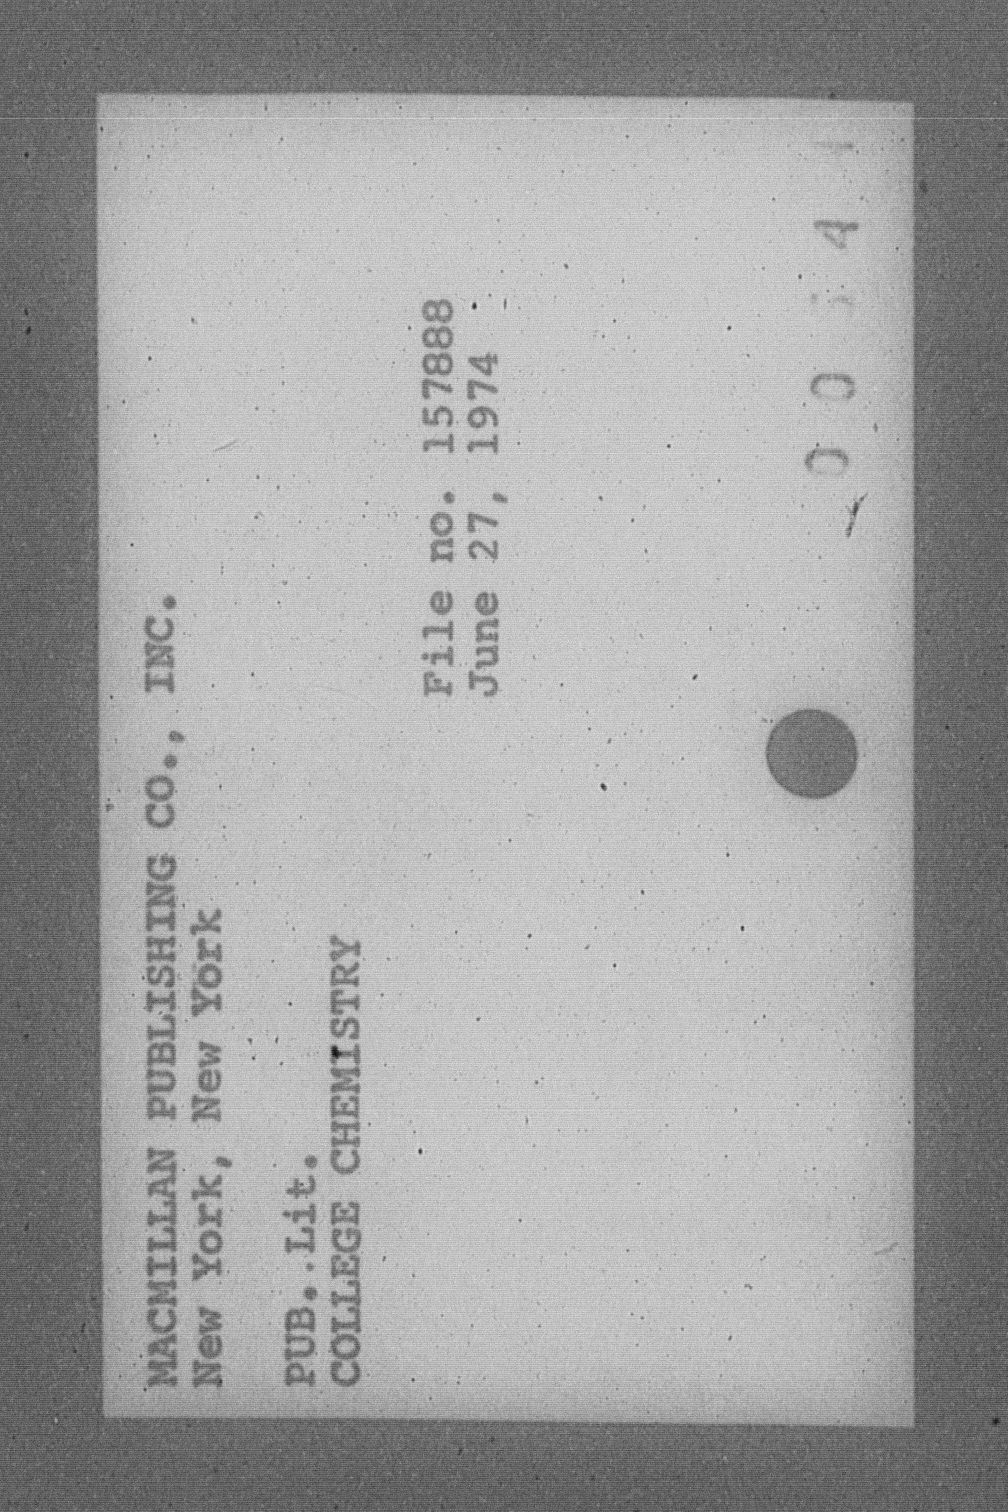 MACMILLAN PUBLISHING CO., INC.
New York, New York
PUB. Lit.
COLLEGE CHEMISTRY
File no. 157888
June 27, 1974